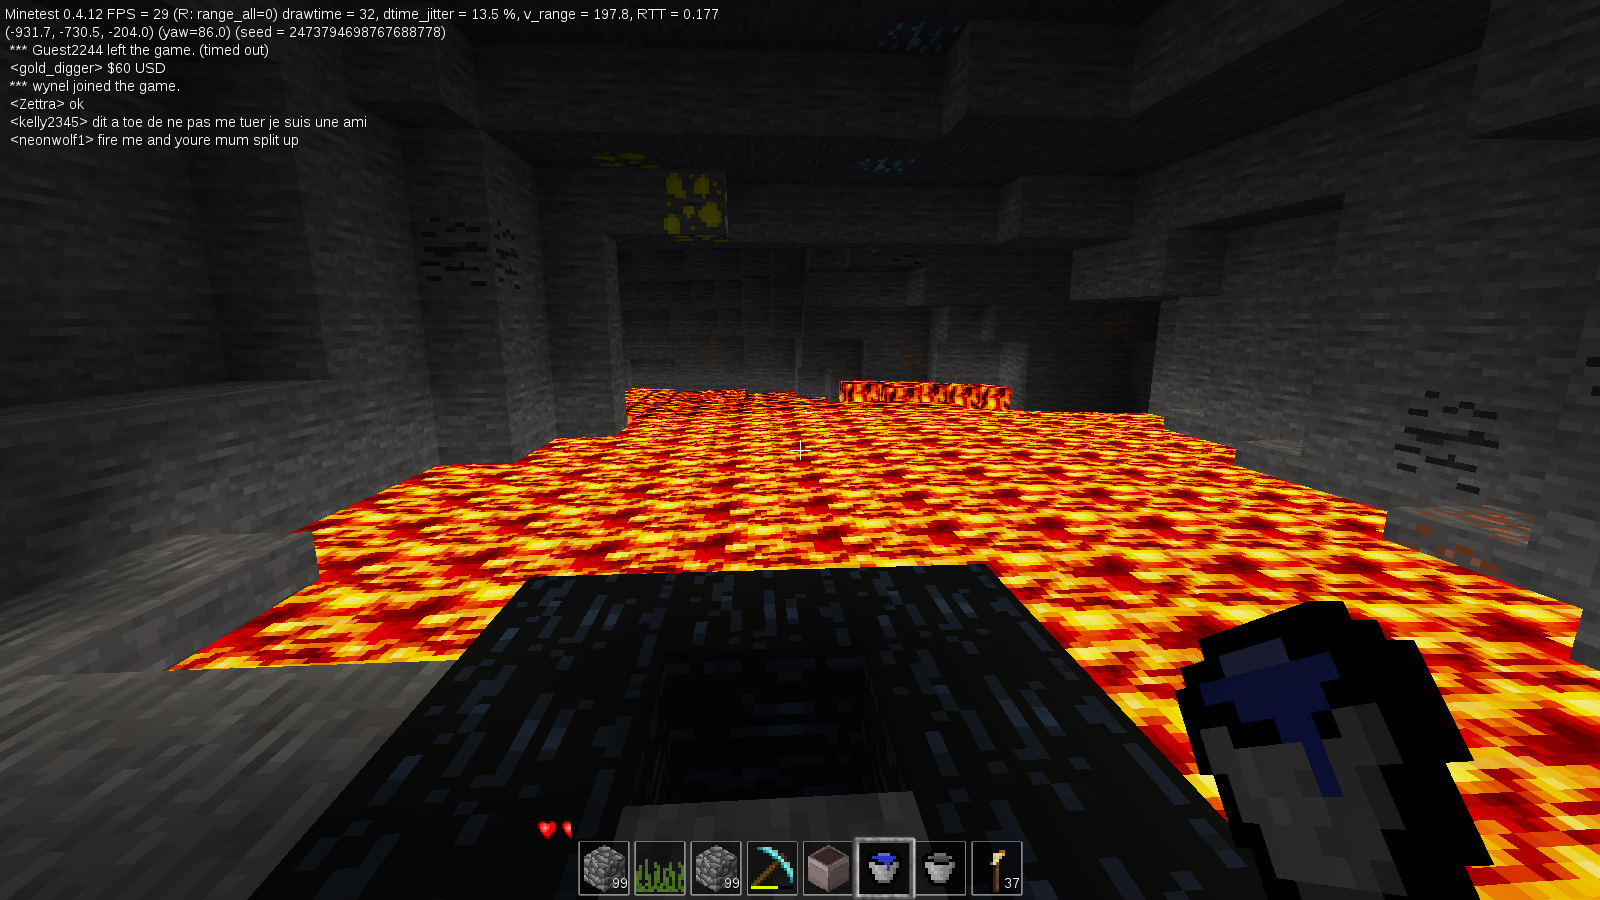 Minetest 0.4.12 FPS = 29 (R: range_all=0) drawtime = 32, dtime_jitter = 13.5 %, v_range = 197.8, RTT = 0.177
(-931.7, -730.5, -204.0) (yaw=86.0) (seed = 2473794698767688778)
*** Guest2244 left the game. (timed out)
<gold_digger> $60 USD
*** wynel joined the game.
<Zettra> ok
<kelly2345> dit a toe de ne pas me tuer je suis une ami
<neonwolf1> fire me and youre mum split up
99 99 37